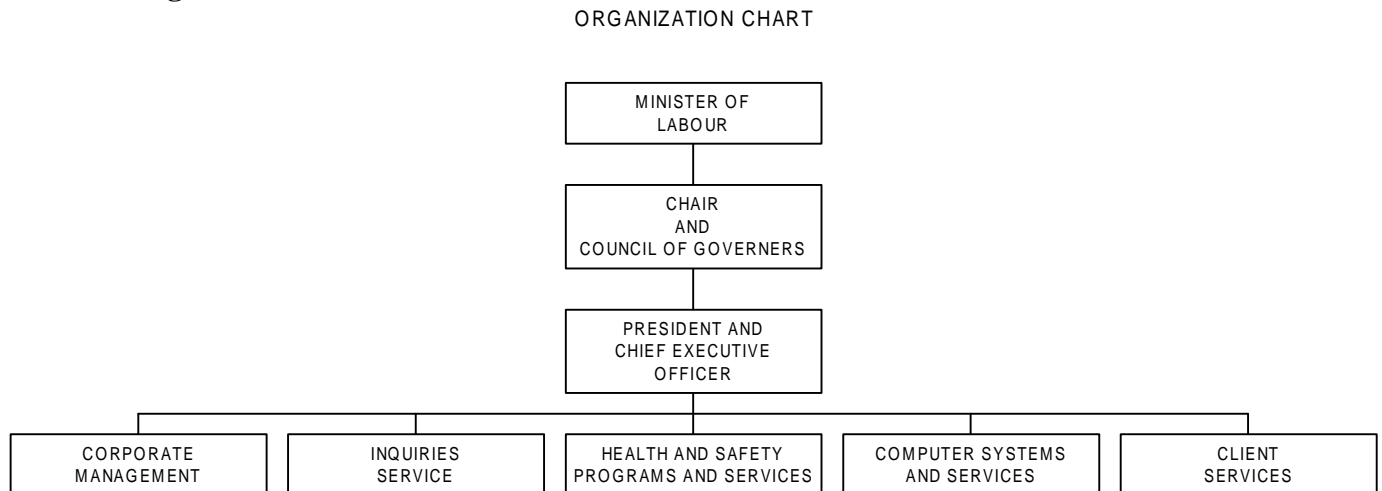 ORGANIZATION CHART
MINISTER OF
LABOUR
CHAIR
AND
COUNCIL OF GOVERNERS
PRESIDENT AND
CHIEF EXECUTIVE
OFFICER
CORPORATE
MANAGEMENT
INQUIRIES
SERVICE
HEALTH AND SAFETY
PROGRAMS AND SERVICES
COMPUTER SYSTEMS
AND SERVICES
CLIENT
SERVICES